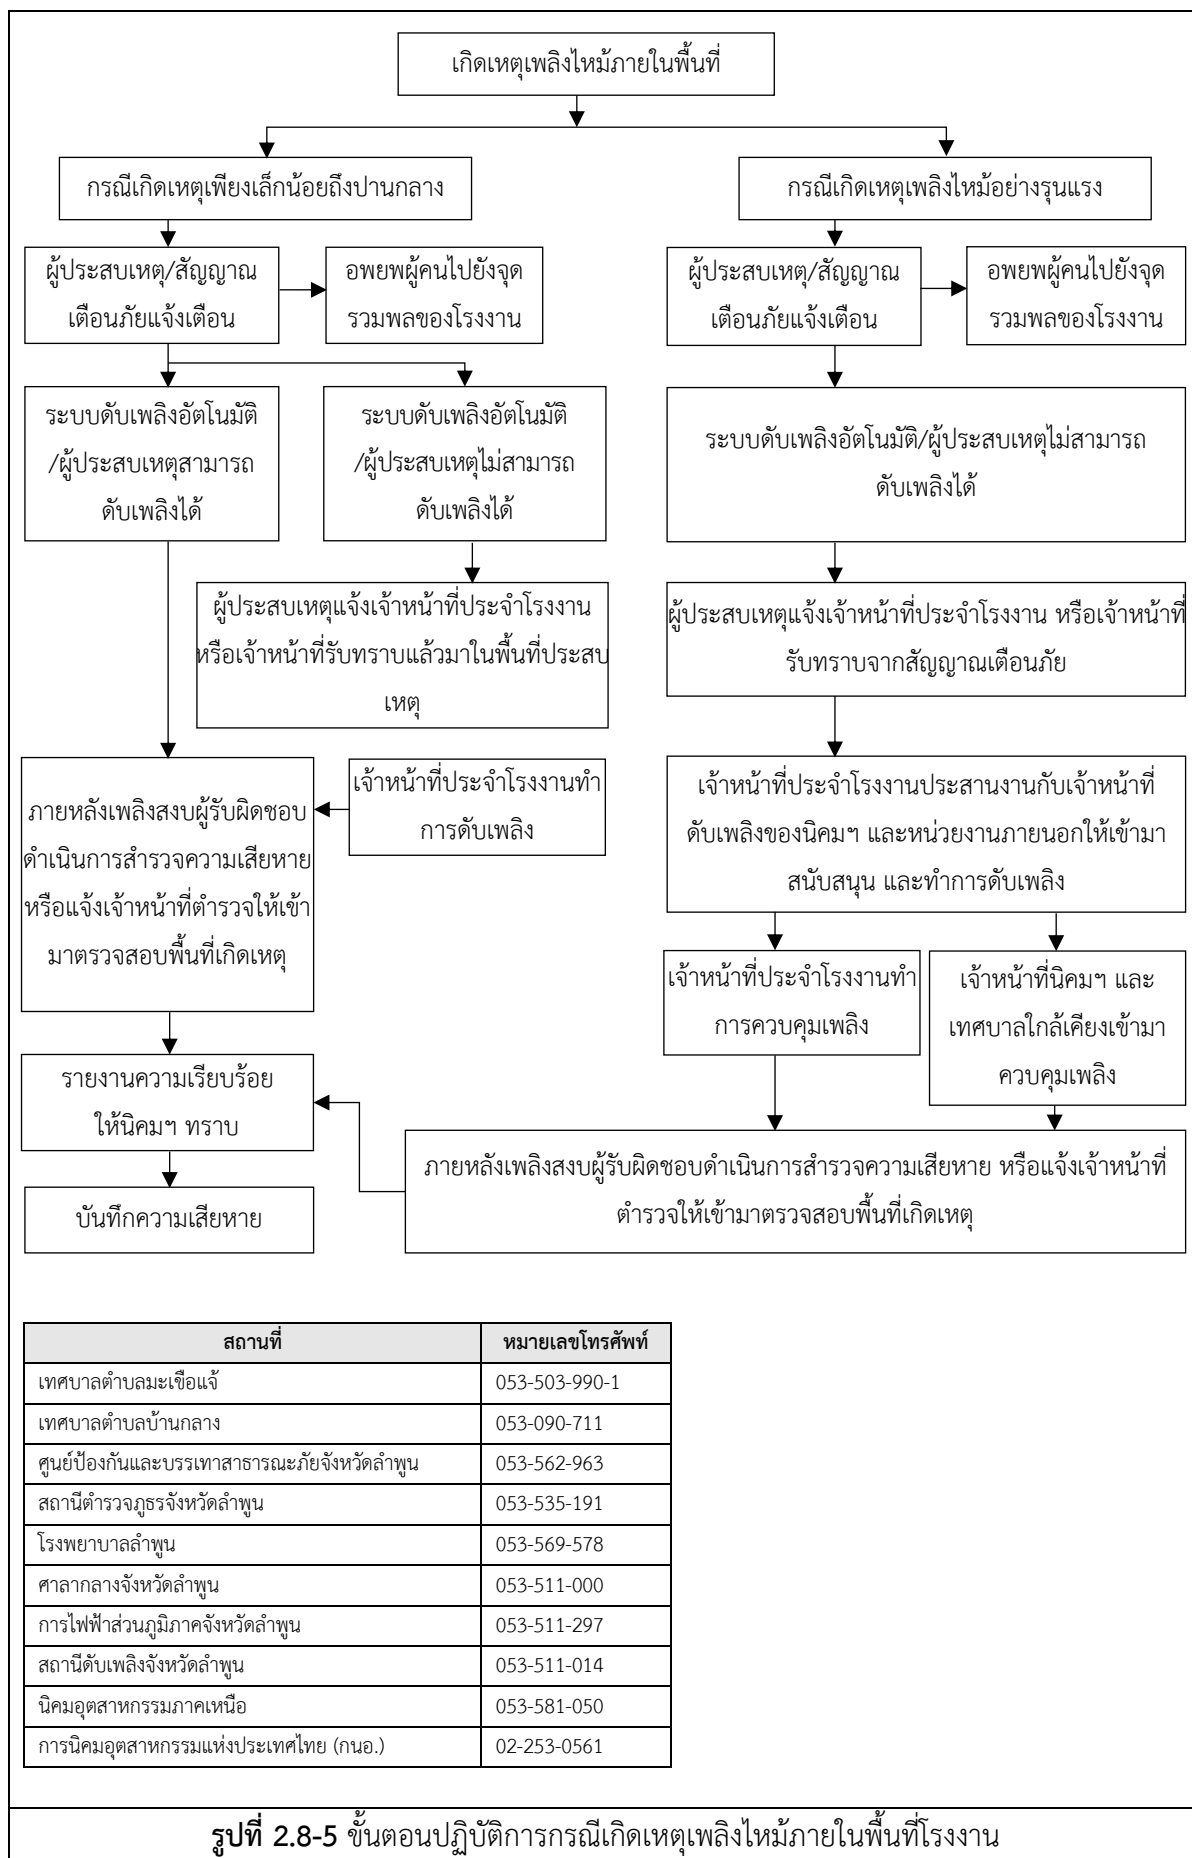 เกิดเหตุเพลิงไหม้ภายในพื้นที่
กรณีเกิดเหตุเพียงเล็กน้อยถึงปานกลาง
ผู้ประสบเหตุ/สัญญาณ
เตือนภัยแจ้งเตือน
อพยพผู้คนไปยังจุด
รวมพลของโรงงาน
ระบบดับเพลิงอัตโนมัติ
/ผู้ประสบเหตุสามารถ
ดับเพลิงได้
ระบบดับเพลิงอัตโนมัติ
/ผู้ประสบเหตุไม่สามารถ
ดับเพลิงได้
ผู้ประสบเหตุแจ้งเจ้าหน้าที่ประจำโรงงาน
หรือเจ้าหน้าที่รับทราบแล้วมาในพื้นที่ประสบ
เหตุ
เจ้าหน้าที่ประจำโรงงานทำ
การดับเพลิง
ภายหลังเพลิงสงบผู้รับผิดชอบ
ดำเนินการสำรวจความเสียหาย
หรือแจ้งเจ้าหน้าที่ตำรวจให้เข้า
มาตรวจสอบพื้นที่เกิดเหตุ
รายงานความเรียบร้อย
ให้นิคมฯ ทราบ
บันทึกความเสียหาย
กรณีเกิดเหตุเพลิงไหม้อย่างรุนแรง
ผู้ประสบเหตุ/สัญญาณ
เตือนภัยแจ้งเตือน
อพยพผู้คนไปยังจุด
รวมพลของโรงงาน
ระบบดับเพลิงอัตโนมัติ/ผู้ประสบเหตุไม่สามารถ
ดับเพลิงได้
ผู้ประสบเหตุแจ้งเจ้าหน้าที่ประจำโรงงาน หรือเจ้าหน้าที่
รับทราบจากสัญญาณเตือนภัย
เจ้าหน้าที่ประจำโรงงานประสานงานกับเจ้าหน้าที่
ดับเพลิงของนิคมฯ และหน่วยงานภายนอกให้เข้ามา
สนับสนุน และทำการดับเพลิง
เจ้าหน้าที่ประจำโรงงานทำ
การควบคุมเพลิง
เจ้าหน้าที่นิคมฯ และ
เทศบาลใกล้เคียงเข้ามา
ควบคุมเพลิง
ภายหลังเพลิงสงบผู้รับผิดชอบดำเนินการสำรวจความเสียหาย หรือแจ้งเจ้าหน้าที่
ตำรวจให้เข้ามาตรวจสอบพื้นที่เกิดเหตุ
สถานที่ หมายเลขโทรศัพท์
เทศบาลตำบลมะเขือแจ้ 053-503-990-1
เทศบาลตำบลบ้านกลาง 053-090-711
ศูนย์ป้องกันและบรรเทาสาธารณะภัยจังหวัดลำพูน 053-562-963
สถานีตำรวจภูธรจังหวัดลำพูน 053-535-191
โรงพยาบาลลำพูน 053-569-578
ศาลากลางจังหวัดลำพูน 053-511-000
การไฟฟ้าส่วนภูมิภาคจังหวัดลำพูน 053-511-297
สถานีดับเพลิงจังหวัดลำพูน 053-511-014
นิคมอุตสาหกรรมภาคเหนือ 053-581-050
การนิคมอุตสาหกรรมแห่งประเทศไทย (กนอ.) 02-253-0561
รูปที่ 2.8-5 ขั้นตอนปฏิบัติการกรณีเกิดเหตุเพลิงไหม้ภายในพื้นที่โรงงาน